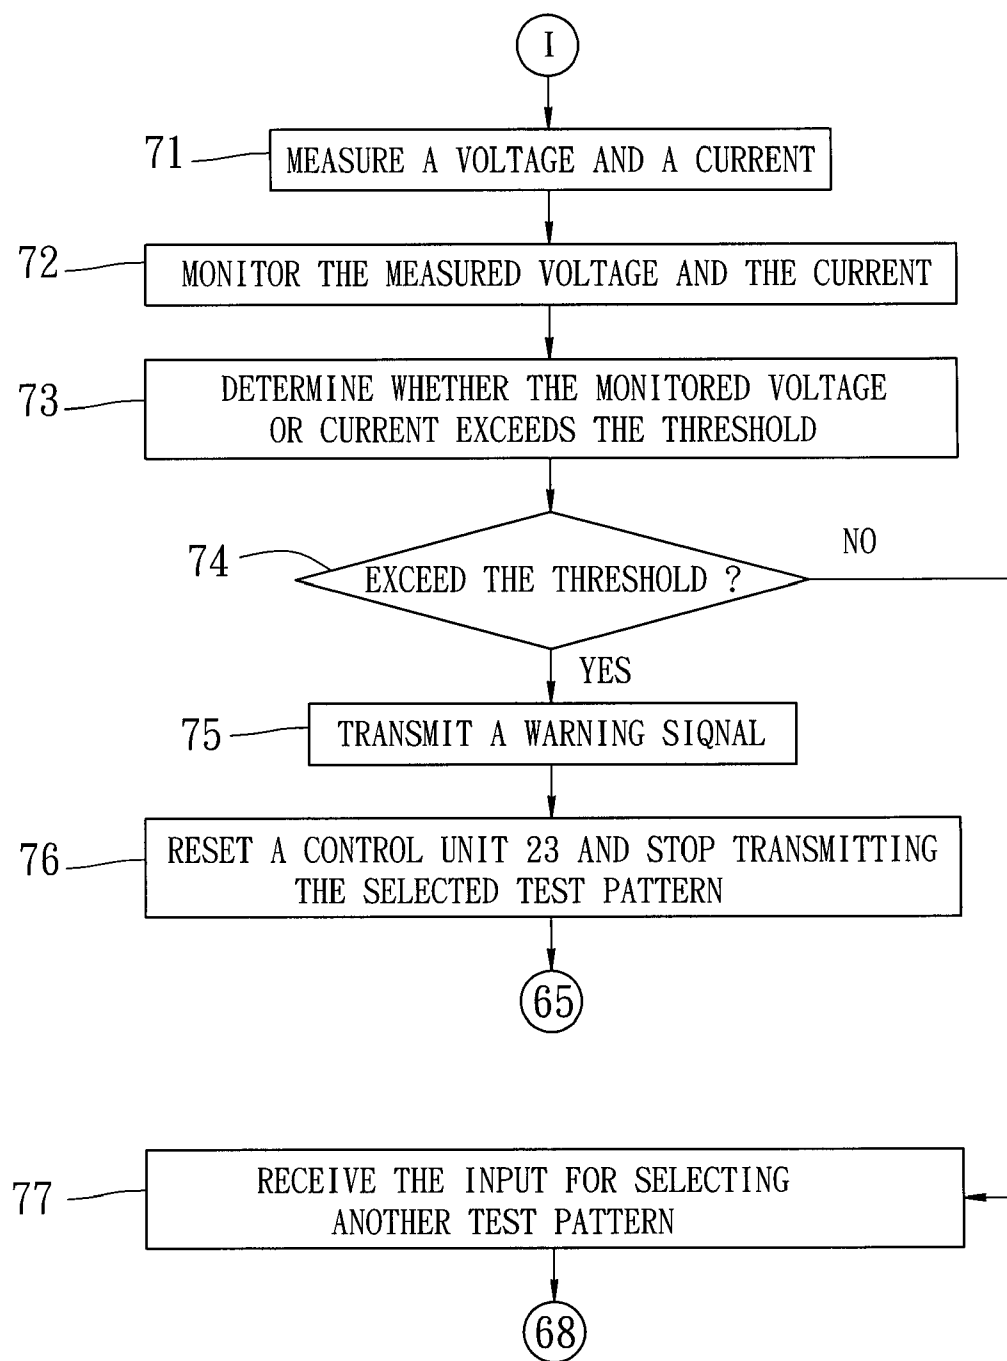 I
71
MEASURE A VOLTAGE AND A CURRENT
72
MONITOR THE MEASURED VOLTAGE AND THE CURRENT
73
DETERMINE WHETHER THE MONITORED VOLTAGE
OR CURRENT EXCEEDS THE THRESHOLD
74
EXCEED THE THRESHOLD ?
NO
YES
75
TRANSMIT A WARNING SIQNAL
76
RESET A CONTROL UNIT 23 AND STOP TRANSMITTING
THE SELECTED TEST PATTERN
65
77
RECEIVE THE INPUT FOR SELECTING
ANOTHER TEST PATTERN
68